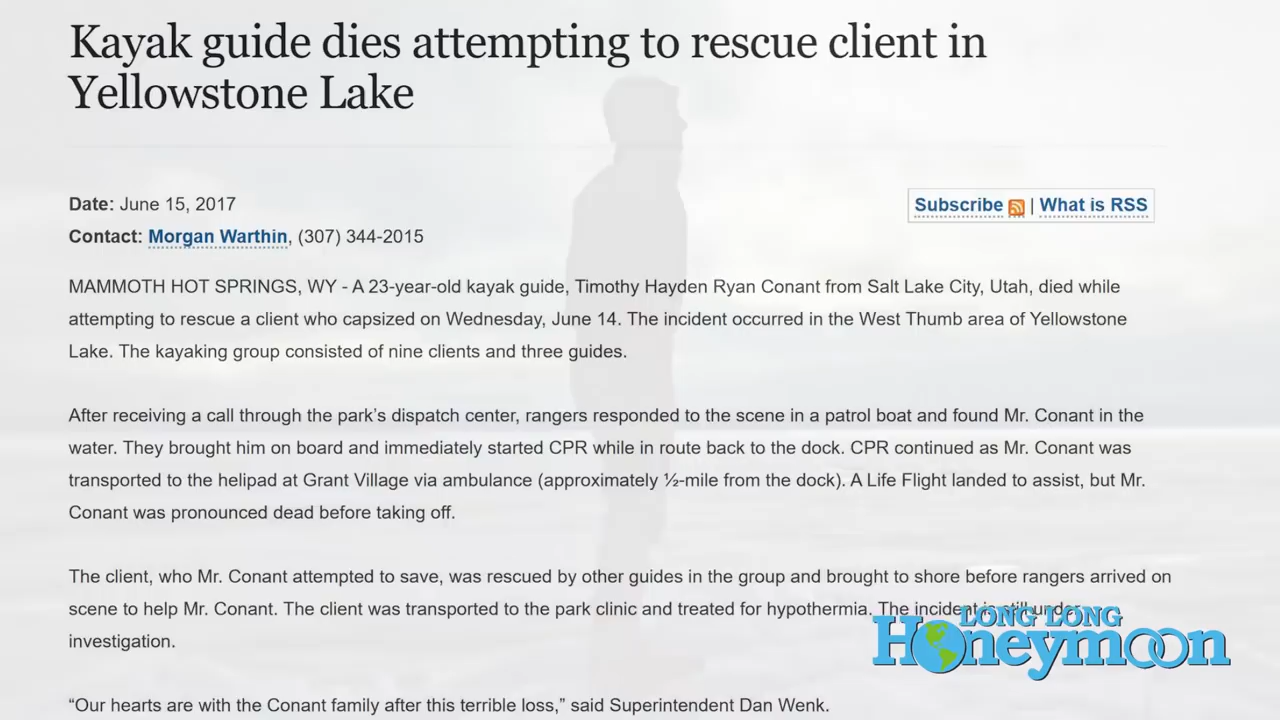 Kayak guide dies attempting to rescue client in
Yellowstone Lake
Date: June 15, 2017
Subscribe | What is RSS
Contact: Morgan Warthin, (307) 344-2015
MAMMOTH HOT SPRINGS, WY - A 23-year-old kayak guide, Timothy Hayden Ryan Conant from Salt Lake City, Utah, died while
attempting to rescue a client who capsized on Wednesday, June 14. The incident occurred in the West Thumb area of Yellowstone
Lake. The kayaking group consisted of nine clients and three guides.
After receiving a call through the park’s dispatch center, rangers responded to the scene in a patrol boat and found Mr. Conant in the
water. They brought him on board and immediately started CPR while in route back to the dock. CPR continued as Mr. Conant was
transported to the helipad at Grant Village via ambulance (approximately ½-mile from the dock). A Life Flight landed to assist, but Mr.
Conant was pronounced dead before taking off.
The client, who Mr. Conant attempted to save, was rescued by other guides in the group and brought to shore before rangers arrived on
scene to help Mr. Conant. The client was transported to the park clinic and treated for hypothermia. The incident is still under
investigation.
LONG LONG
Honeymoon
“Our hearts are with the Conant family after this terrible loss,” said Superintendent Dan Wenk.